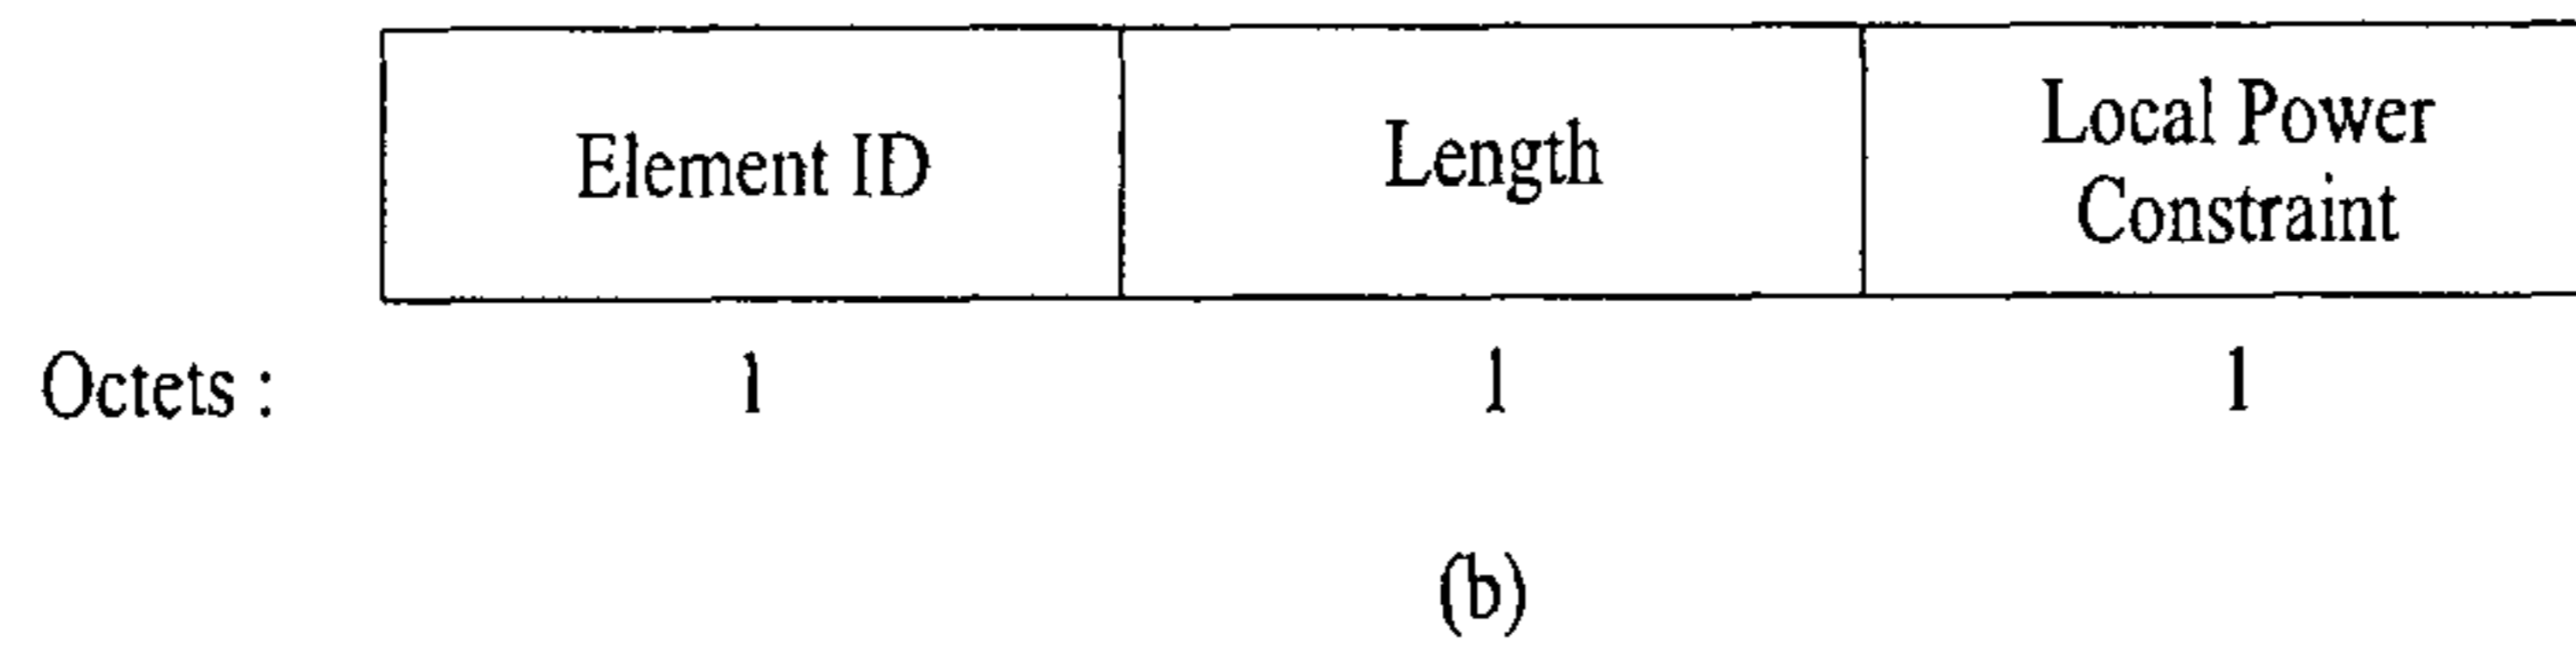 Element ID
Length
Local Power
Constraint
Octets : 1 1 1
(b)